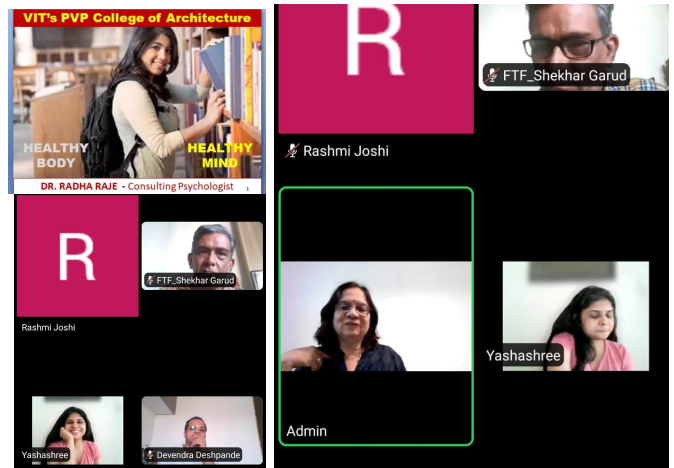 VIT's PVP College of Architecture
HEALTHY
BODY
HEALTHY
MIND
DR. RADHA RAJE - Consulting Psychologist
1
R
Rashmi Joshi
FTF_Shekhar Garud
Yashashree
Devendra Deshpande
R
FTF_Shekhar Garud
Rashmi Joshi
Admin
Yashashree